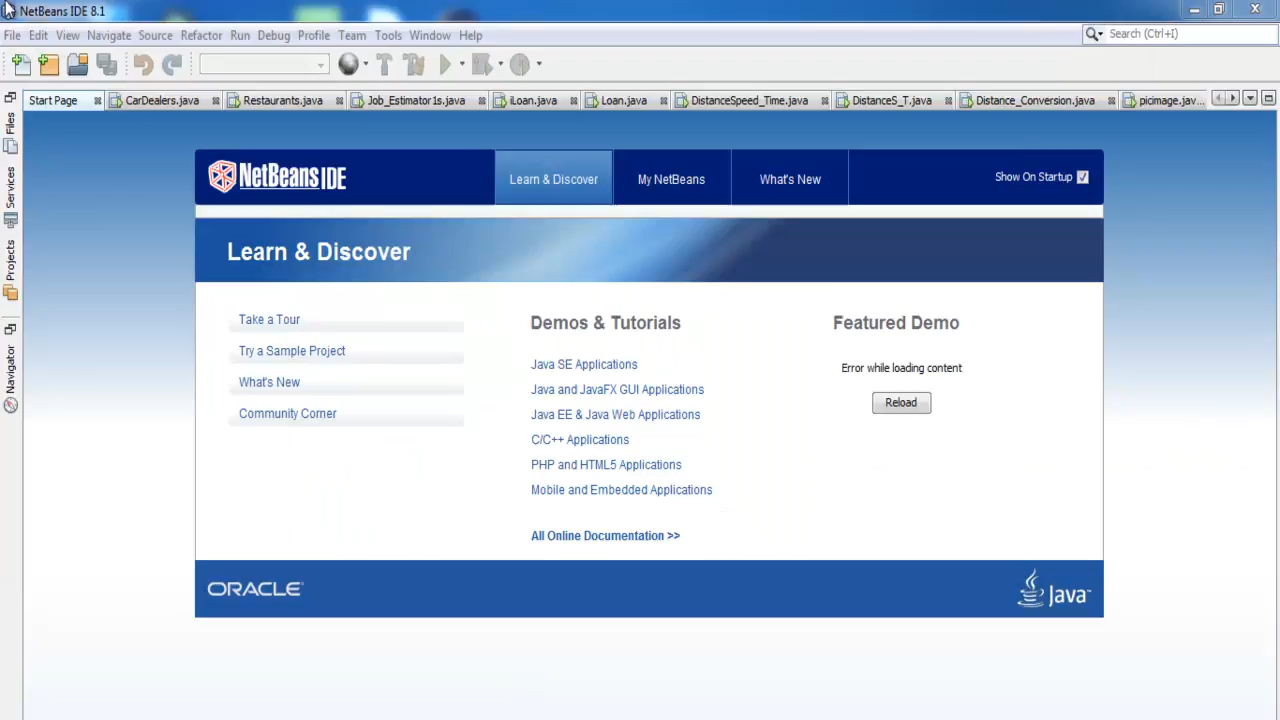 NetBeans IDE 8.1
File Edit View Navigate Source Refactor Run Debug Profile Team Tools Window Help
Search (Ctrl+I)
Start Page CarDealers.java Restaurants.java Job_Estimator1s.java iLoan.java Loan.java DistanceSpeed_Time.java DistanceS_T.java Distance_Conversion.java picimage.jav...
Files
Services
Projects
Navigator
NetBeans IDE
Learn & Discover My NetBeans What's New Show On Startup
Learn & Discover
Take a Tour
Try a Sample Project
What's New
Community Corner
Demos & Tutorials
Java SE Applications
Java and JavaFX GUI Applications
Java EE & Java Web Applications
C/C++ Applications
PHP and HTML5 Applications
Mobile and Embedded Applications
All Online Documentation >>
Featured Demo
Error while loading content
Reload
ORACLE
Java™